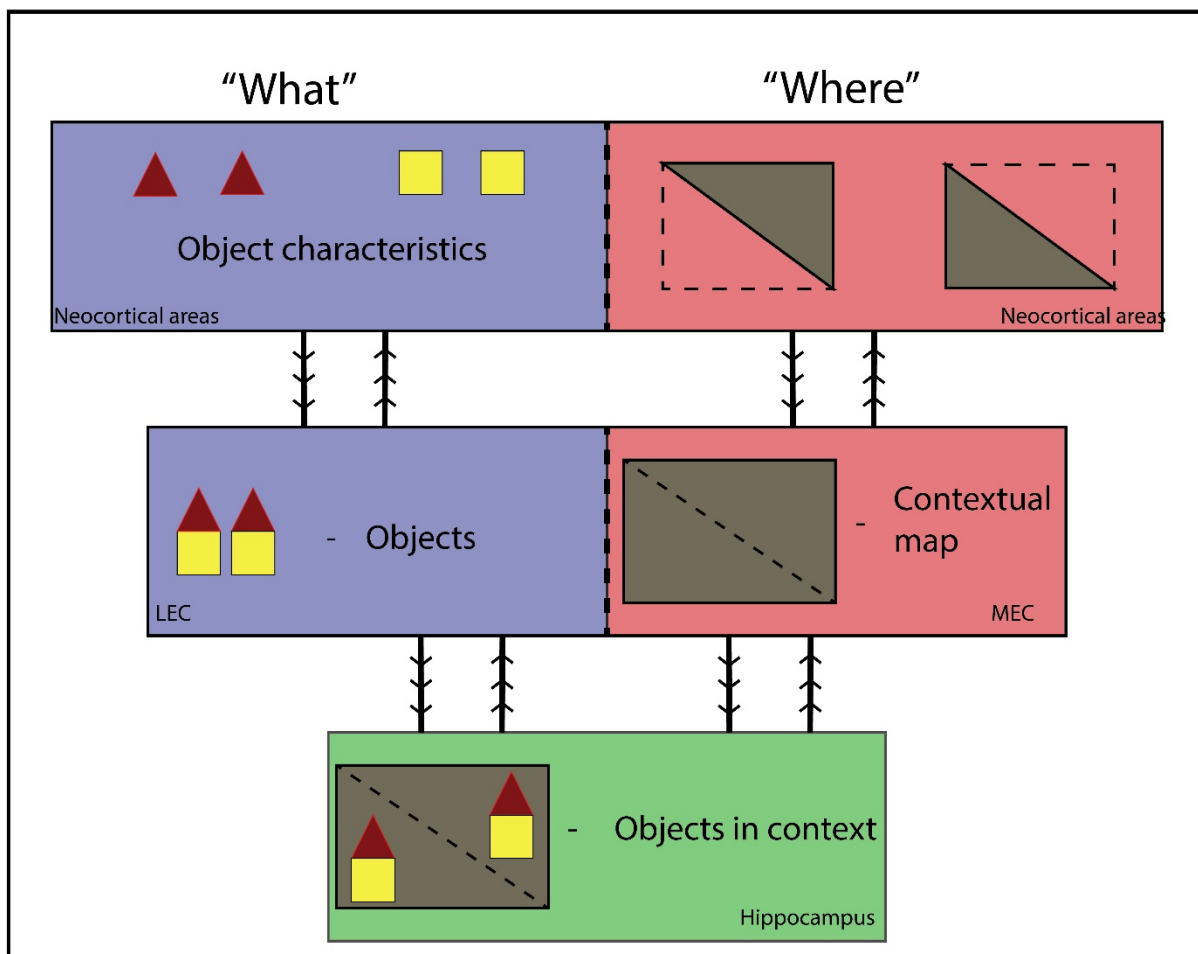 “What”
“Where”
Object characteristics
Neocortical areas
Neocortical areas
- Objects
LEC
- Contextual
map
MEC
- Objects in context
Hippocampus